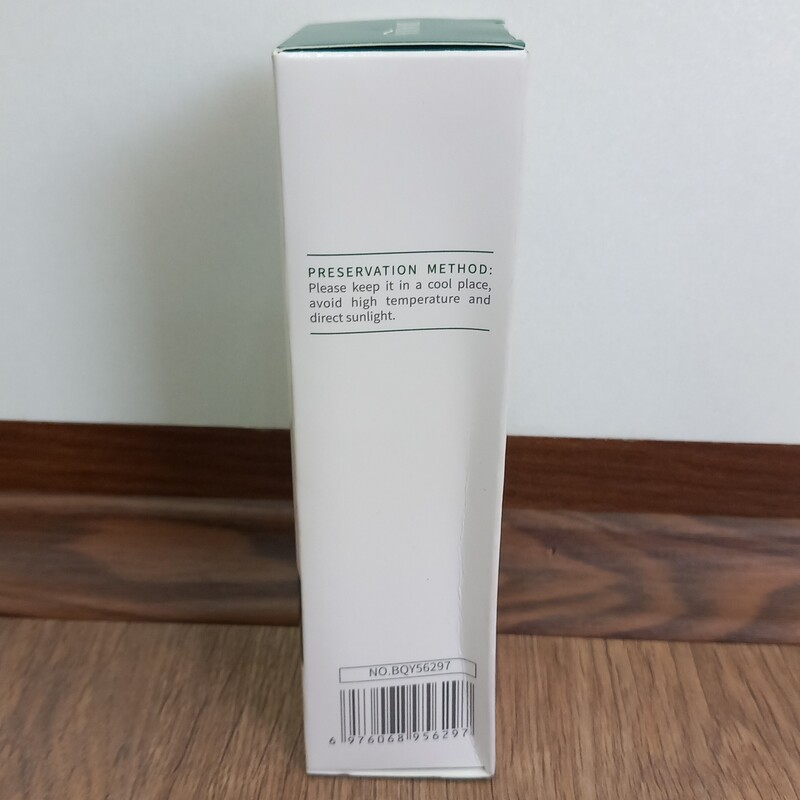 PRESERVATION METHOD:
Please keep it in a cool place,
avoid high temperature and
direct sunlight.
NO.BQY56297
6 976068 956297